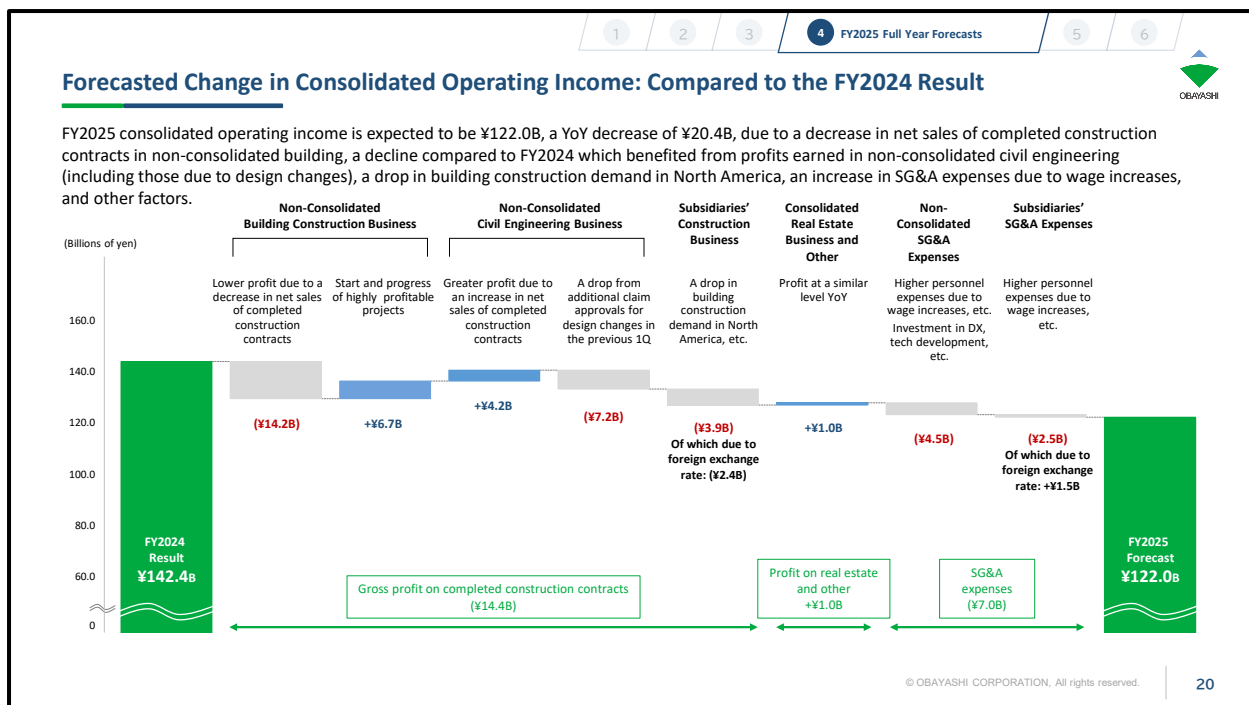 1
2
3
4 FY2025 Full Year Forecasts
5
6
Forecasted Change in Consolidated Operating Income: Compared to the FY2024 Result
OBAYASHI
FY2025 consolidated operating income is expected to be ¥122.0B, a YoY decrease of ¥20.4B, due to a decrease in net sales of completed construction
contracts in non-consolidated building, a decline compared to FY2024 which benefited from profits earned in non-consolidated civil engineering
(including those due to design changes), a drop in building construction demand in North America, an increase in SG&A expenses due to wage increases,
and other factors.
(Billions of yen)
Non-Consolidated
Building Construction Business
Non-Consolidated
Civil Engineering Business
Subsidiaries'
Construction
Business
Consolidated
Real Estate
Business and
Other
Non-
Consolidated
SG&A
Expenses
Subsidiaries'
SG&A Expenses
Lower profit due to a
decrease in net sales
of completed
construction
contracts
Start and progress
of highly profitable
projects
Greater profit due to
an increase in net
sales of completed
construction
contracts
A drop from
additional claim
approvals for
design changes in
the previous 1Q
A drop in
building
construction
demand in North
America, etc.
Profit at a similar
level YoY
Higher personnel
expenses due to
wage increases, etc.
Investment in DX,
tech development,
etc.
Higher personnel
expenses due to
wage increases,
etc.
160.0
140.0
120.0
100.0
80.0
60.0
0
(¥14.2B)
+¥6.7B
+¥4.2B
(¥7.2B)
(¥3.9B)
Of which due to
foreign exchange
rate: (¥2.4B)
+¥1.0B
(¥4.5B)
(¥2.5B)
Of which due to
foreign exchange
rate: +¥1.5B
FY2024
Result
¥142.4B
Gross profit on completed construction contracts
(¥14.4B)
Profit on real estate
and other
+¥1.0B
SG&A
expenses
(¥7.0B)
FY2025
Forecast
¥122.0B
© OBAYASHI CORPORATION, All rights reserved.
20